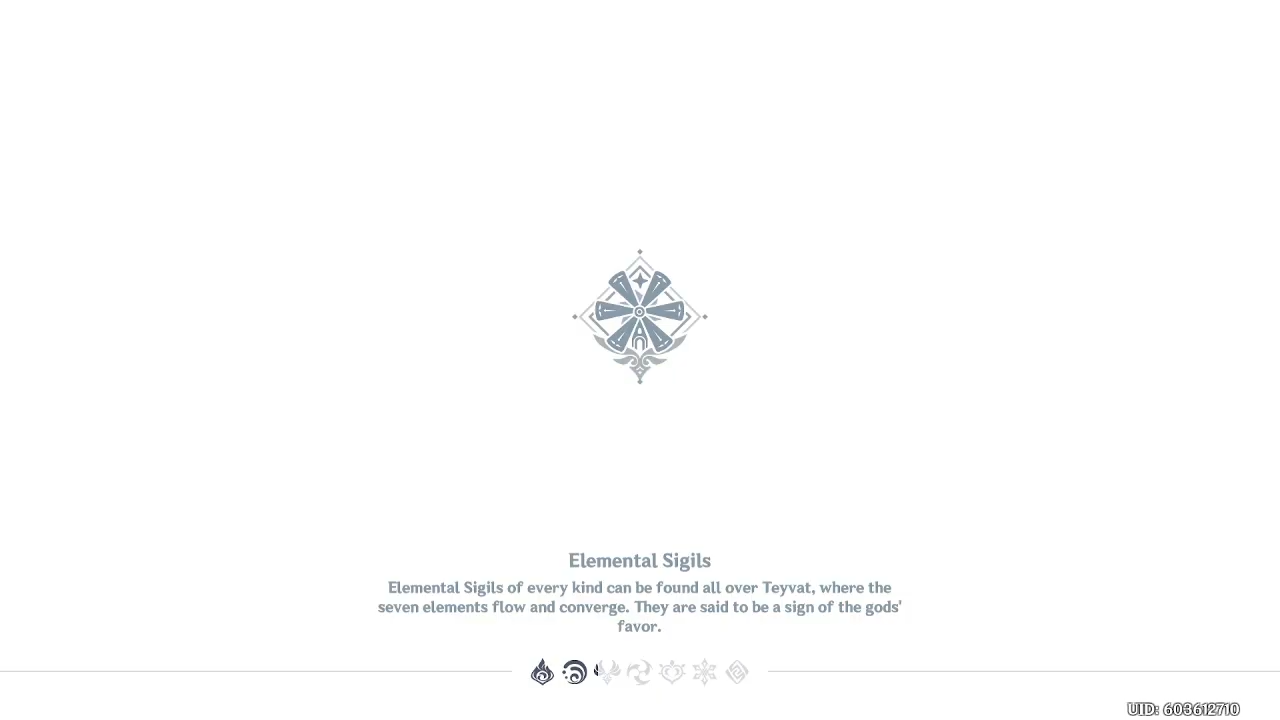 Elemental Sigils
Elemental Sigils of every kind can be found all over Teyvat, where the
seven elements flow and converge. They are said to be a sign of the gods'
favor.
UID: 603612710